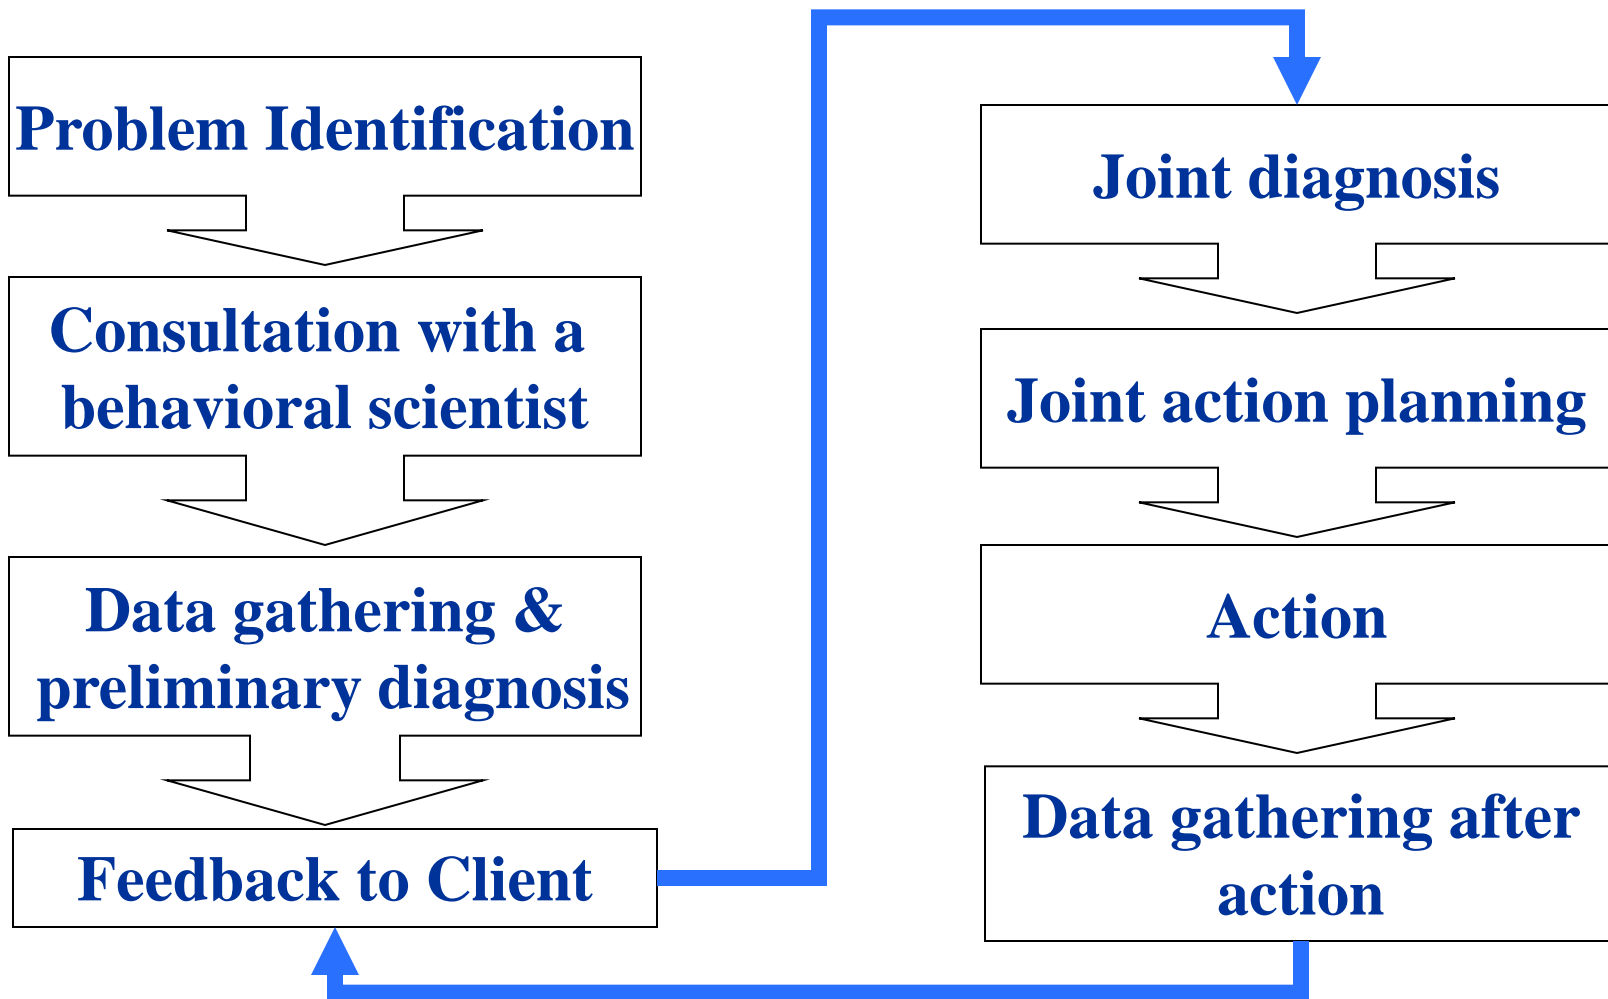 Problem Identification
Consultation with a
behavioral scientist
Data gathering &
preliminary diagnosis
Feedback to Client
Joint diagnosis
Joint action planning
Action
Data gathering after
action